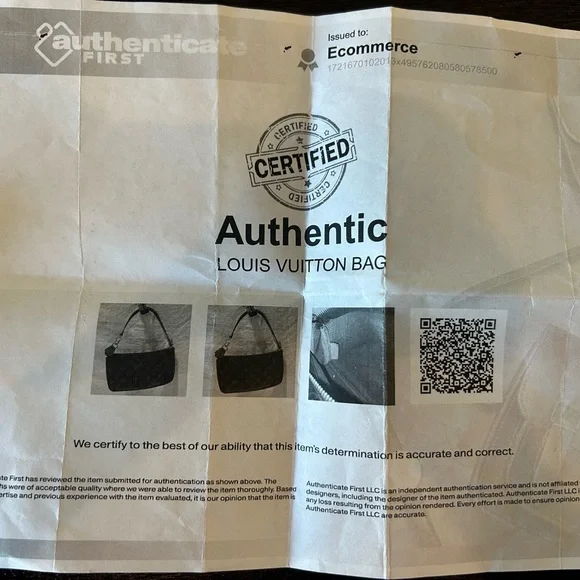 authenticate
FIRST
Issued to:
Ecommerce
1721670102013x495762080580578500
CERTIFIED
CERTIFIED
CERTIFIED
Authentic
LOUIS VUITTON BAG
We certify to the best of our ability that this item's determination is accurate and correct.
te First has reviewed the item submitted for authentication as shown above. The
hs were of acceptable quality where we were able to review the item thoroughly. Based
ertise and previous experience with the item evaluated, it is our opinion that the item is
Authenticate First LLC is an independent authentication service and is not affiliated
designers, including the designer of the item authenticated. Authenticate First LLC i
any loss resulting from the opinion rendered. Every effort is made to ensure opinion
Authenticate First LLC are accurate.